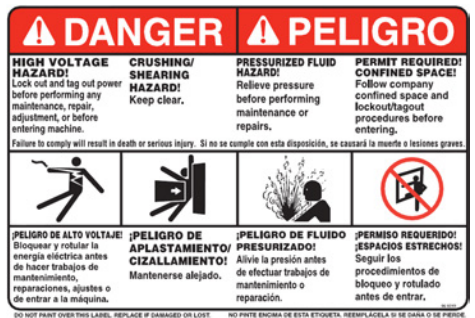 DANGER PELIGRO
HIGH VOLTAGE
HAZARD!
Lock out and tag out power
before performing any
maintenance, repair,
adjustment, or before
entering machine.
CRUSHING/
SHEARING
HAZARD!
Keep clear.
PRESSURIZED FLUID
HAZARD!
Relieve pressure
before performing
maintenance or
repairs.
PERMIT REQUIRED!
CONFINED SPACE!
Follow company
confined space and
lockout/tagout
procedures before
entering.
Failure to comply will result in death or serious injury. Si no se cumple con esta disposición, se causará la muerte o lesiones graves.
¡PELIGRO DE ALTO VOLTAJE!
Bloquear y rotular la
energía eléctrica antes
de hacer trabajos de
mantenimiento,
reparaciones, ajustes o
de entrar a la máquina.
¡PELIGRO DE
APLASTAMIENTO/
CIZALLAMIENTO!
Mantenerse alejado.
¡PELIGRO DE FLUIDO
PRESURIZADO!
Alivie la presión antes
de efectuar trabajos de
mantenimiento o
reparación.
¡PERMISO REQUERIDO!
¡ESPACIOS ESTRECHOS!
Seguir los
procedimientos de
bloqueo y rotulado
antes de entrar.
DO NOT PAINT OVER THIS LABEL. REPLACE IF DAMAGED OR LOST. NO PINTE ENCIMA DE ESTA ETIQUETA. REEMPLÁCELA SI SE DAÑA O SE PIERDE.